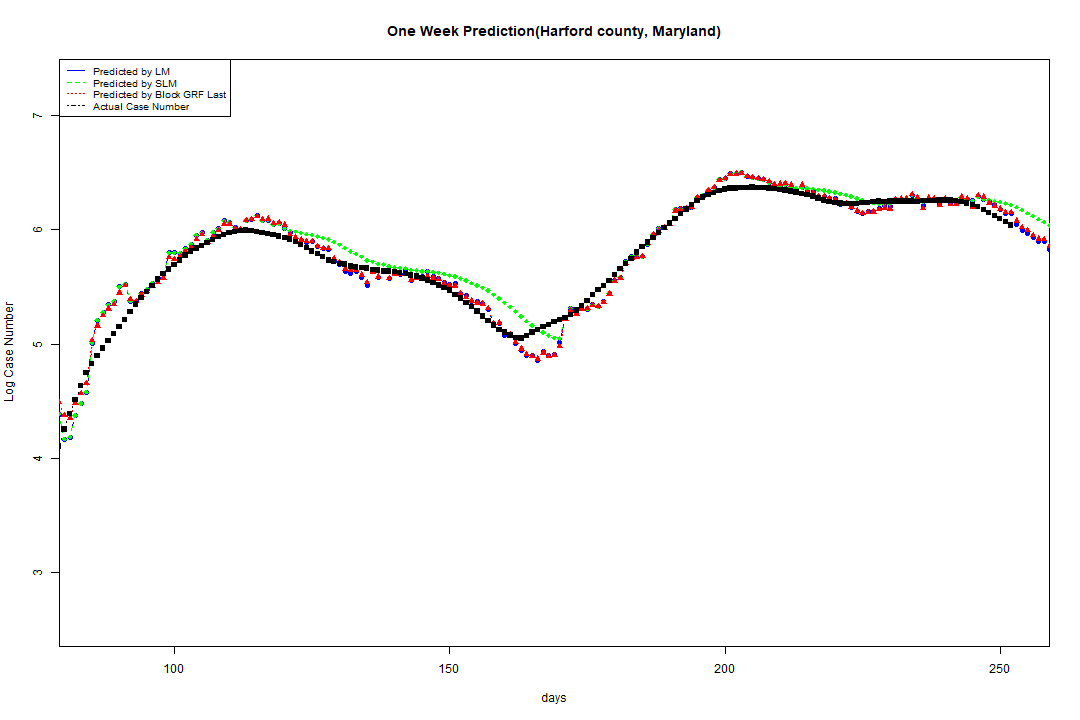 One Week Prediction(Harford county, Maryland)
Predicted by LM
Predicted by SLM
Predicted by Block GRF Last
Actual Case Number
7
6
5
4
3
Log Case Number
100
150
200
250
days